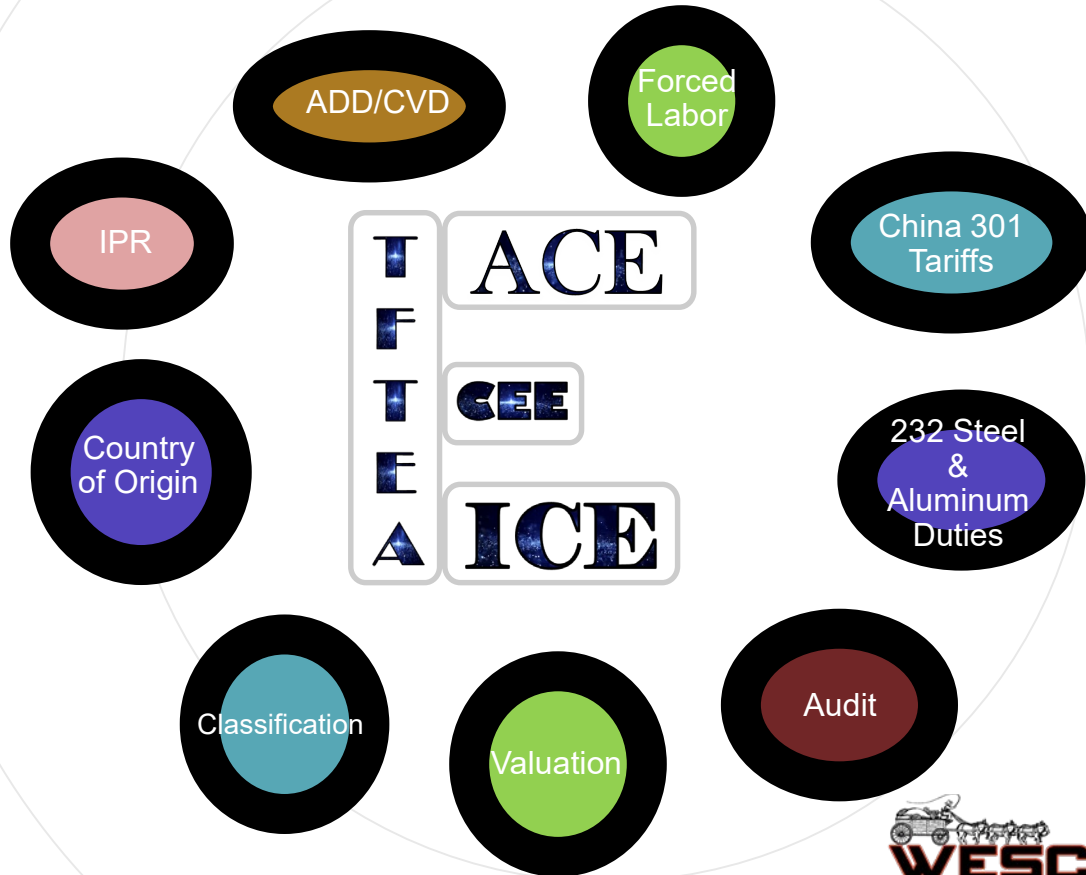 ADD/CVD
Forced
Labor
IPR
China 301
Tariffs
TFTEA
ACE
CEE
ICE
Country
of Origin
232 Steel
&
Aluminum
Duties
Classification
Valuation
Audit
WESC